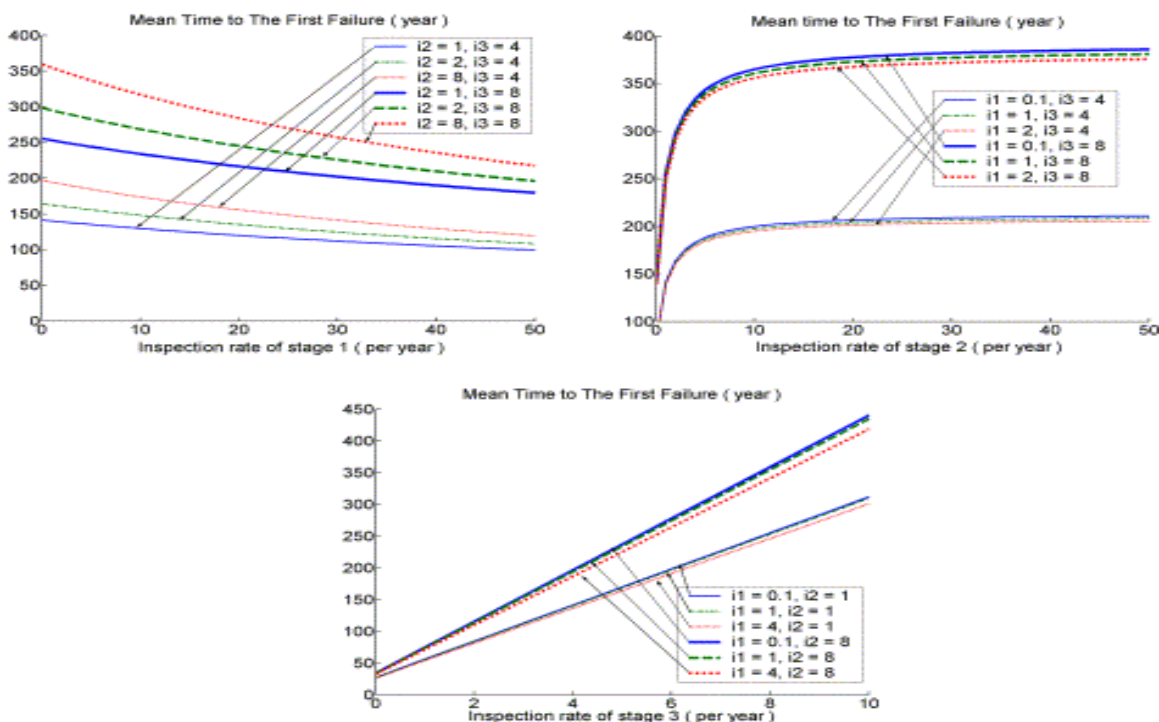 Mean Time to The First Failure ( year )
400
350
300
250
200
150
100
50
0
i2 = 1, i3 = 4
i2 = 2, i3 = 4
i2 = 8, i3 = 4
i2 = 1, i3 = 8
i2 = 2, i3 = 8
i2 = 8, i3 = 8
0 10 20 30 40 50
Inspection rate of stage 1 ( per year )
Mean time to The First Failure ( year )
400
350
300
250
200
150
100
i1 = 0.1, i3 = 4
i1 = 1, i3 = 4
i1 = 2, i3 = 4
i1 = 0.1, i3 = 8
i1 = 1, i3 = 8
i1 = 2, i3 = 8
0 10 20 30 40 50
Inspection rate of stage 2 ( per year )
Mean Time to The First Failure ( year )
450
400
350
300
250
200
150
100
50
0
i1 = 0.1, i2 = 1
i1 = 1, i2 = 1
i1 = 4, i2 = 1
i1 = 0.1, i2 = 8
i1 = 1, i2 = 8
i1 = 4, i2 = 8
0 2 4 6 8 10
Inspection rate of stage 3 ( per year )